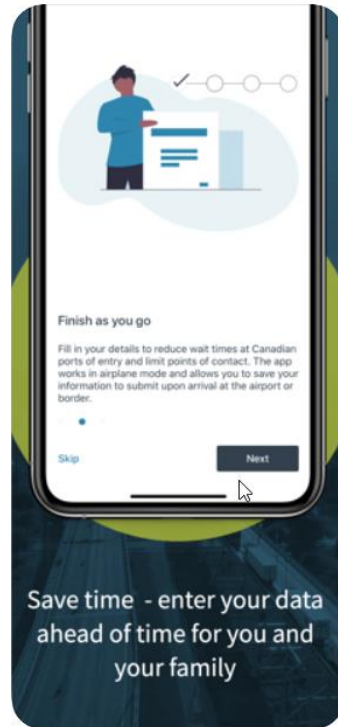 Finish as you go
Fill in your details to reduce wait times at Canadian
ports of entry and limit points of contact. The app
works in airplane mode and allows you to save your
information to submit upon arrival at the airport or
border.
Skip
Next
Save time - enter your data
ahead of time for you and
your family